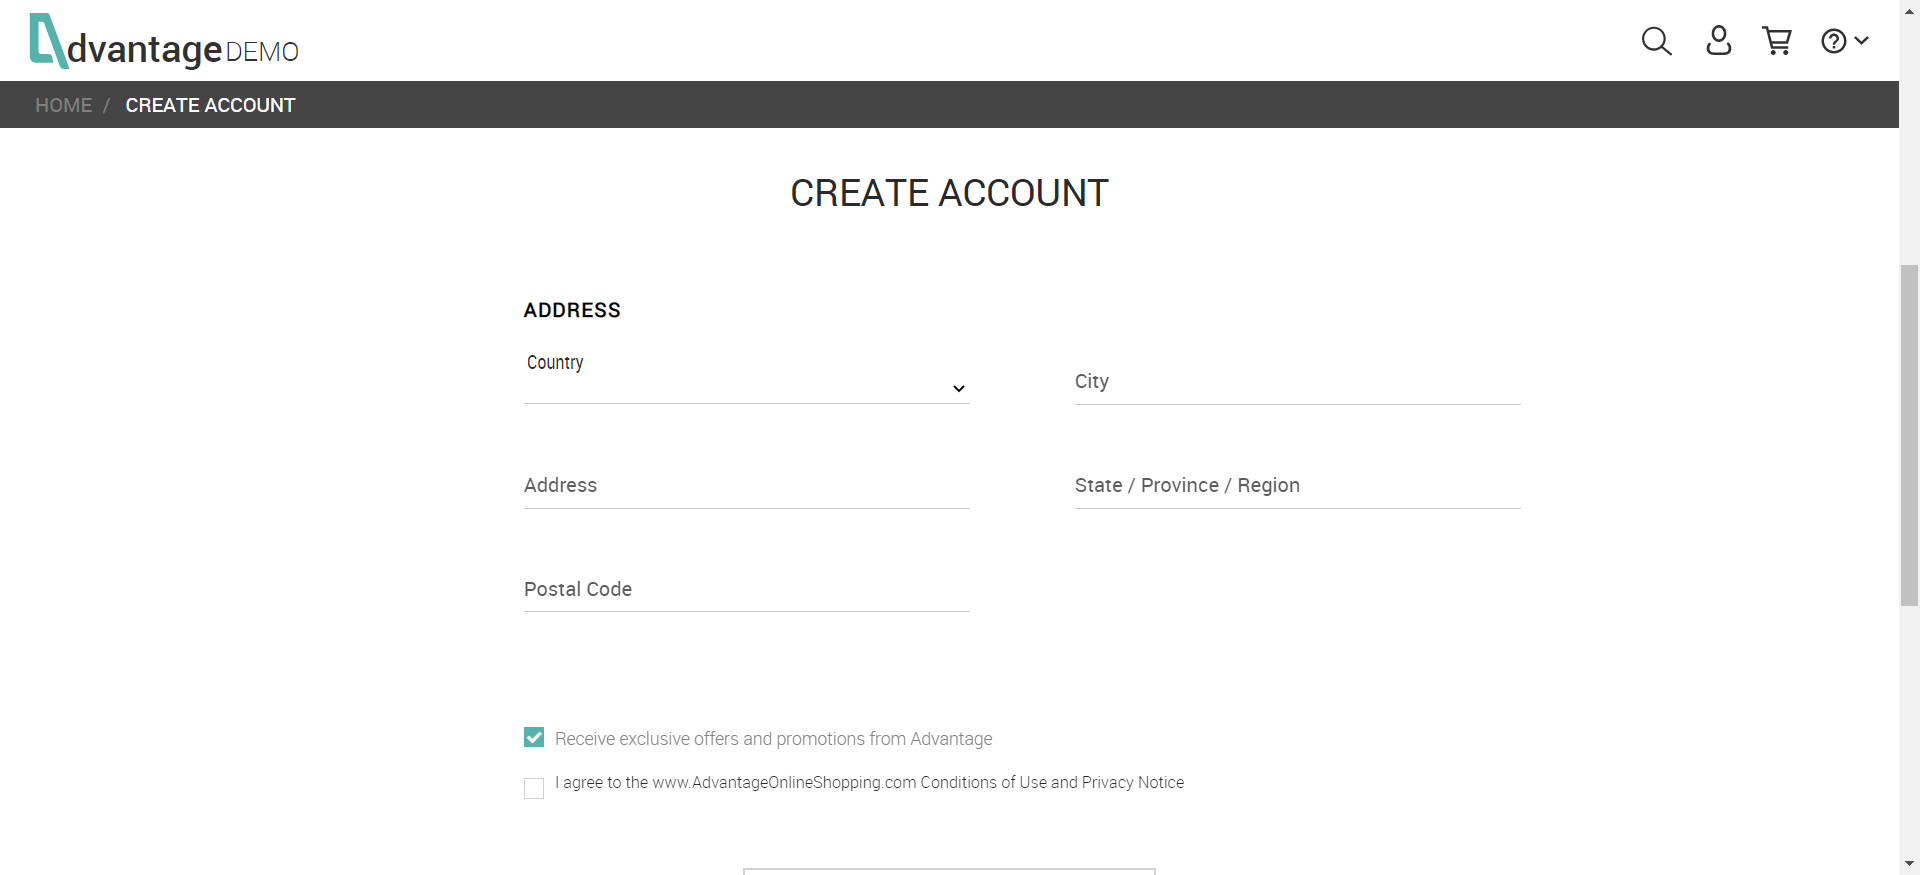 Advantage DEMO
HOME / CREATE ACCOUNT
CREATE ACCOUNT
ADDRESS
Country
City
Address
State / Province / Region
Postal Code
Receive exclusive offers and promotions from Advantage
I agree to the www.AdvantageOnlineShopping.com Conditions of Use and Privacy Notice